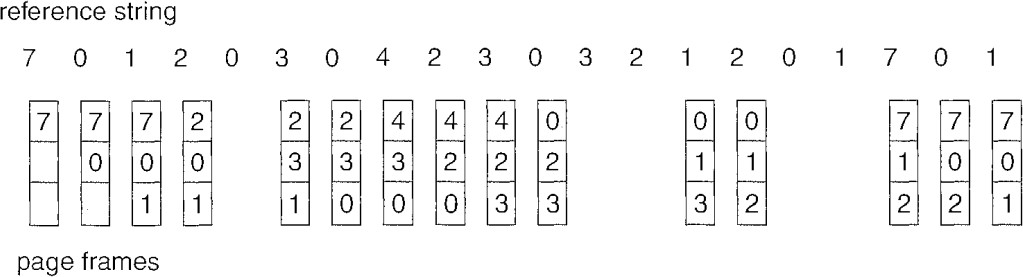 reference string
7 0 1 2 0 3 0 4 2 3 0 3 2 1 2 0 1 7 0 1
7 7 7 2 2 2 4 4 4 0 0 0 7 7 7
0 0 0 3 3 3 2 2 2 1 1 1 0 0
1 1 1 0 0 0 3 3 3 2 2 2 1
page frames